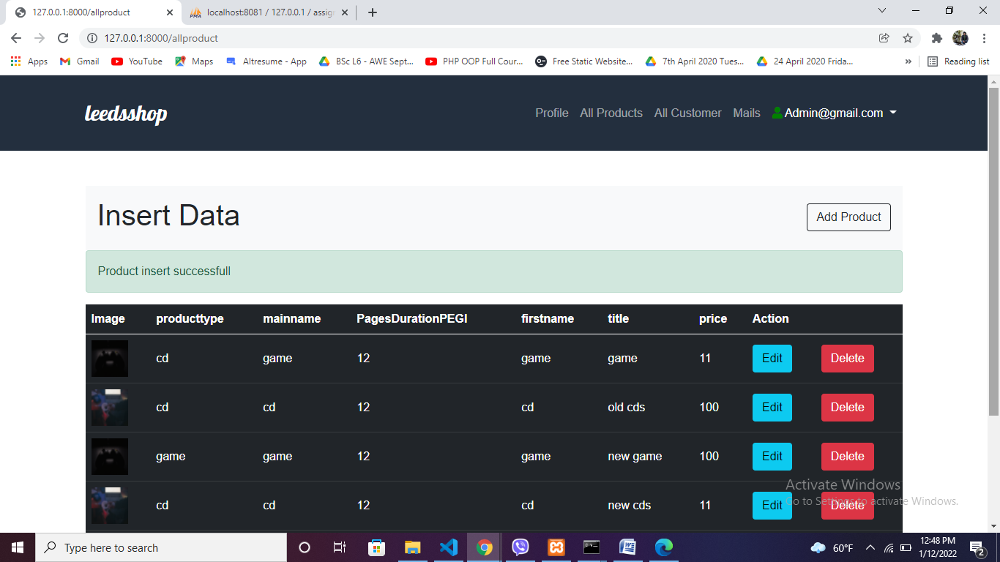 127.0.0.1:8000/allproduct
localhost:8081 / 127.0.0.1 / assig
127.0.0.1:8000/allproduct
Apps Gmail YouTube Maps Altresume - App BSc L6 - AWE Sept... PHP OOP Full Cour... Free Static Website... 7th April 2020 Tues... 24 April 2020 Frida... » Reading list
leedsshop Profile All Products All Customer Mails Admin@gmail.com
Insert Data Add Product
Product insert successfull
Image producttype mainname PagesDurationPEGI firstname title price Action
cd game 12 game game 11 Edit Delete
cd cd 12 cd old cds 100 Edit Delete
game game 12 game new game 100 Edit Delete
cd cd 12 cd new cds 11 Edit Delete
Activate Windows
Go to Settings to activate Windows.
Type here to search 60°F 12:48 PM
1/12/2022
2